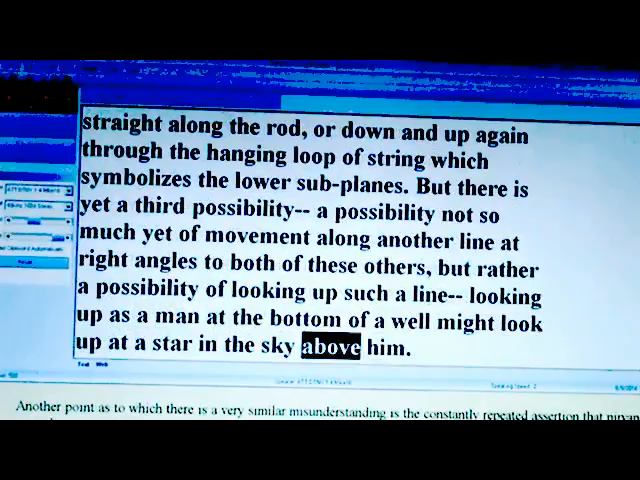 straight along the rod, or down and up again
through the hanging loop of string which
symbolizes the lower sub-planes. But there is
yet a third possibility-- a possibility not so
much yet of movement along another line at
right angles to both of these others, but rather
a possibility of looking up such a line-- looking
up as a man at the bottom of a well might look
up at a star in the sky above him.
Another point as to which there is a very similar misunderstanding is the constantly repeated assertion that nirvan